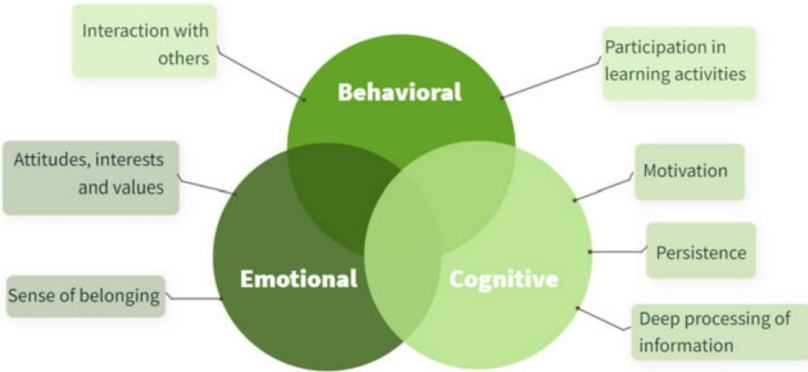 Interaction with
others
Behavioral
Participation in
learning activities
Attitudes, interests
and values
Motivation
Persistence
Emotional
Cognitive
Sense of belonging
Deep processing of
information